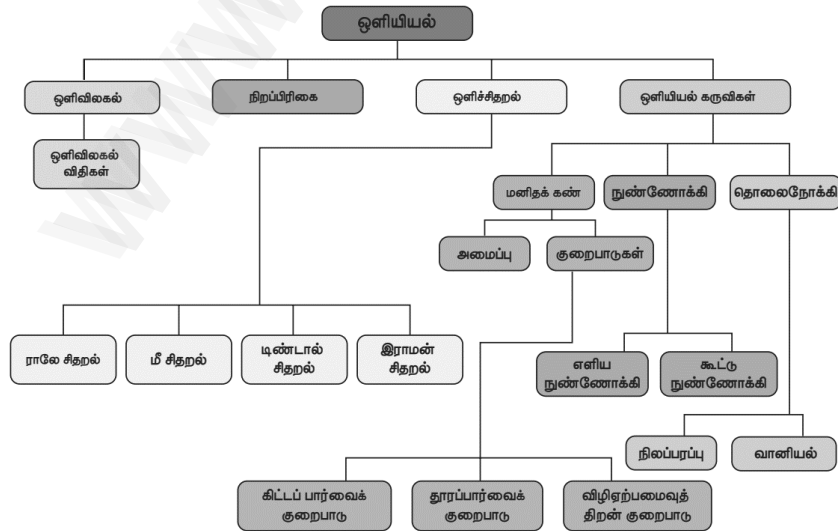 ஒளியியல்
ஒளிவிலகல்
நிறப்பிரிகை
ஒளிச்சிதறல்
ஒளியியல் கருவிகள்
ஒளிவிலகல்
விதிகள்
மனிதக் கண்
நுண்ணோக்கி
தொலைநோக்கி
அமைப்பு
குறைபாடுகள்
ராலே சிதறல்
மீ சிதறல்
டிண்டால்
சிதறல்
இராமன்
சிதறல்
எளிய
நுண்ணோக்கி
கூட்டு
நுண்ணோக்கி
நிலப்பரப்பு
வானியல்
கிட்டப் பார்வைக்
குறைபாடு
தூரப்பார்வைக்
குறைபாடு
விழிஏற்பமைவுத்
திறன் குறைபாடு